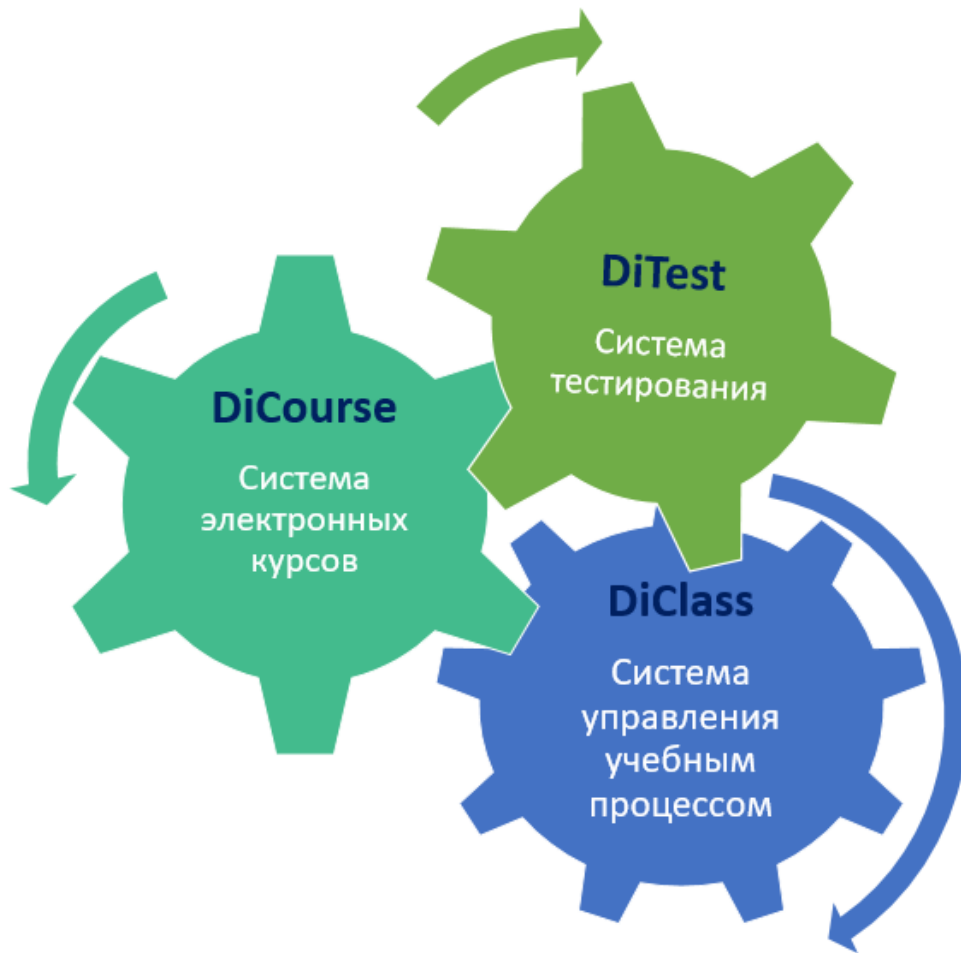 DiTest
Система
тестирования
DiCourse
Система
электронных
курсов
DiClass
Система
управления
учебным
процессом